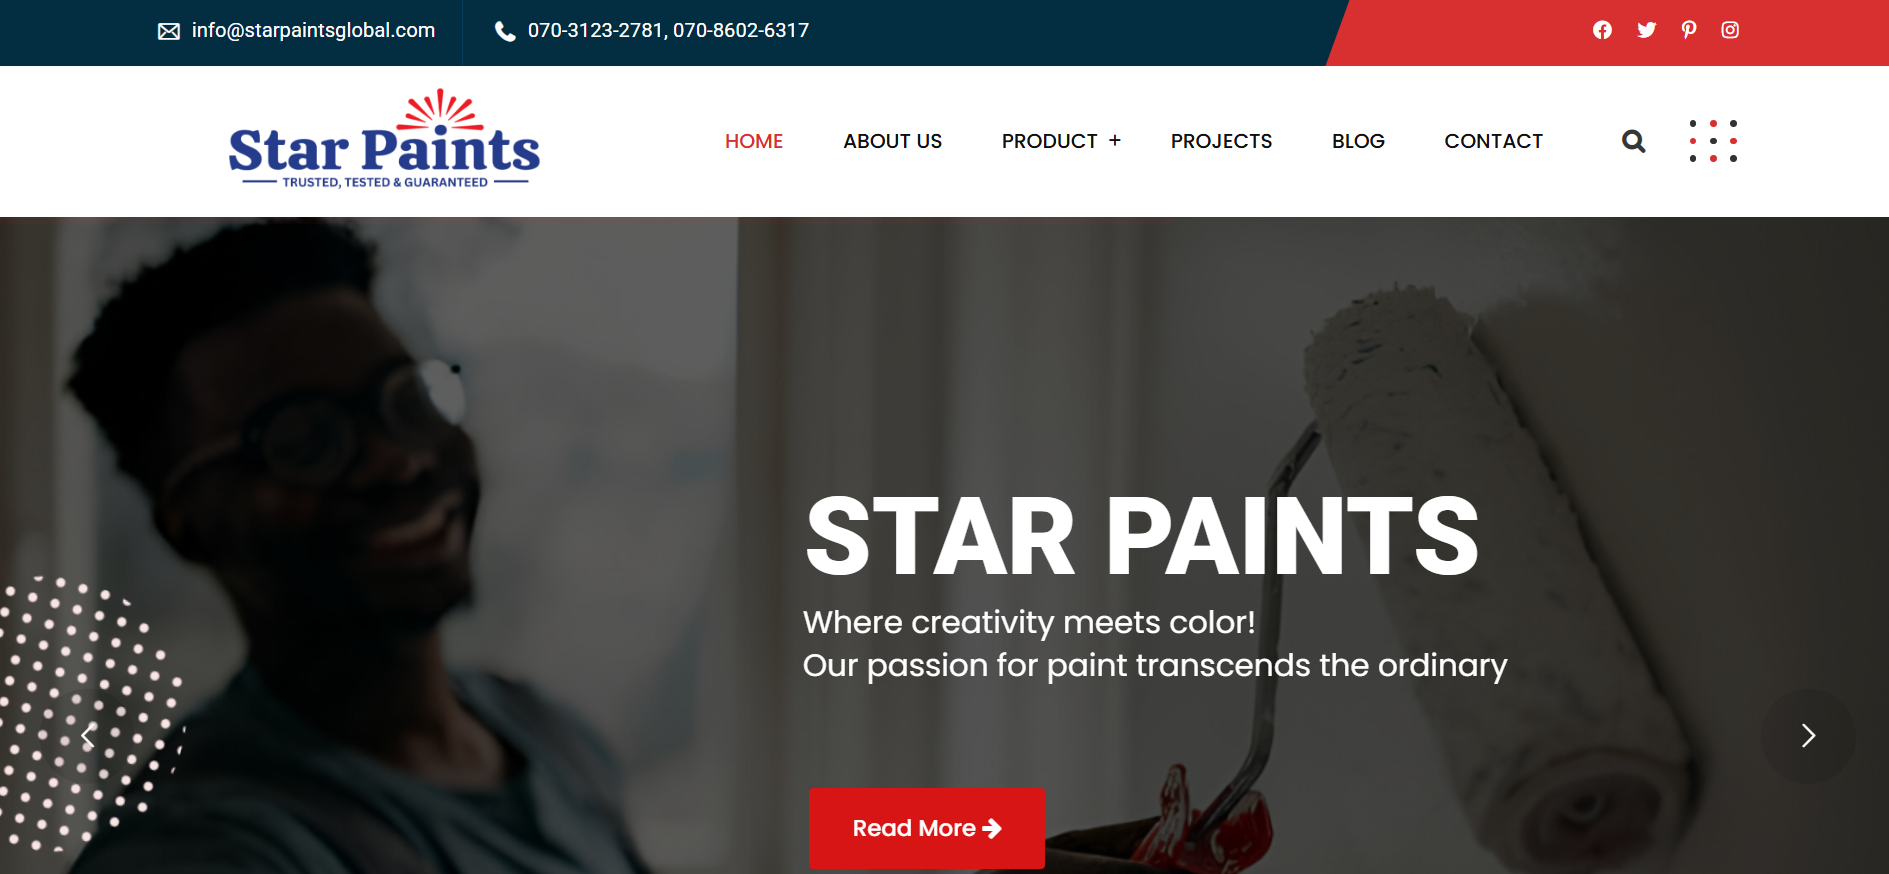 info@starpaintsglobal.com
070-3123-2781, 070-8602-6317
Star Paints
TRUSTED, TESTED & GUARANTEED
HOME
ABOUT US
PRODUCT +
PROJECTS
BLOG
CONTACT
STAR PAINTS
Where creativity meets color!
Our passion for paint transcends the ordinary
Read More